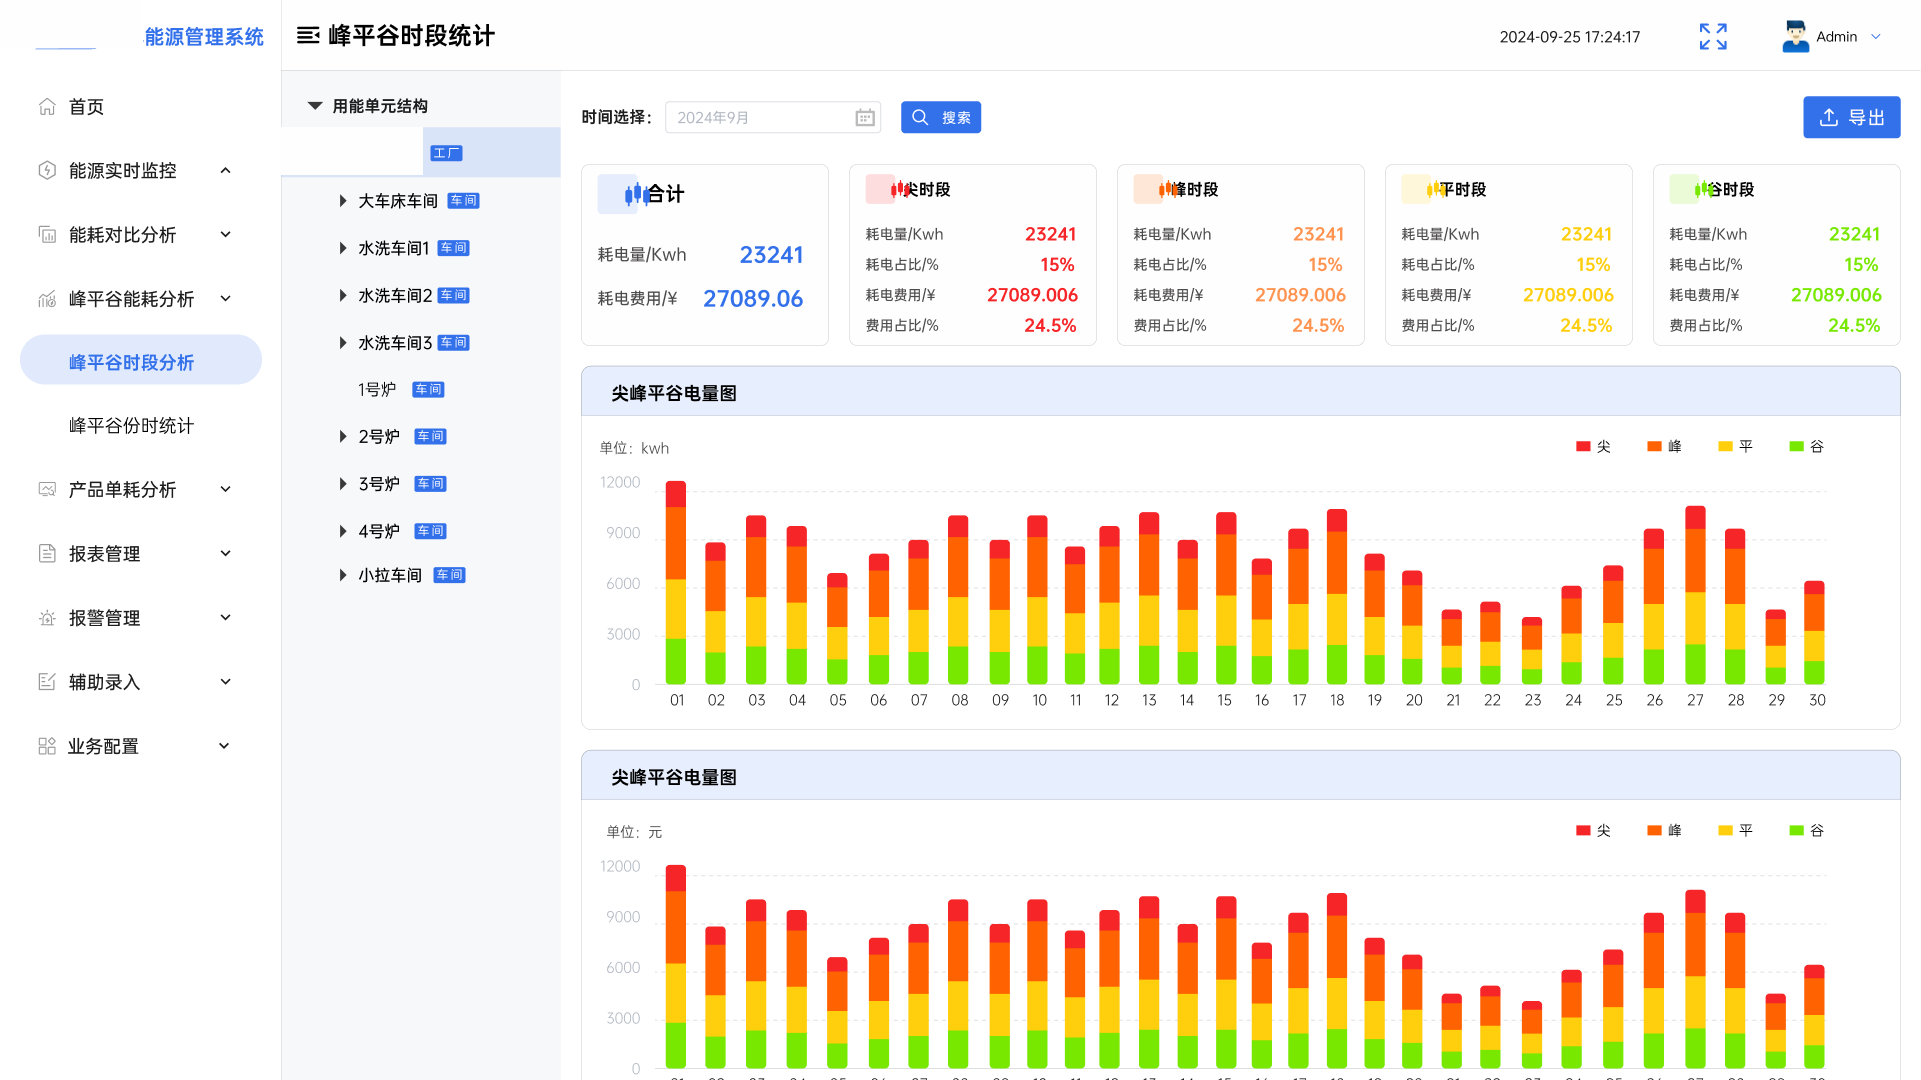 能源管理系统
峰平谷时段统计
2024-09-25 17:24:17
Admin
首页
能源实时监控
能耗对比分析
峰平谷能耗分析
峰平谷时段分析
峰平谷份时统计
产品单耗分析
报表管理
报警管理
辅助录入
业务配置
用能单元结构
工厂
大车床车间 车间
水洗车间1 车间
水洗车间2 车间
水洗车间3 车间
1号炉 车间
2号炉 车间
3号炉 车间
4号炉 车间
小拉车间 车间
时间选择： 2024年9月 搜索
导出
合计
耗电量/Kwh 23241
耗电费用/¥ 27089.06
尖时段
耗电量/Kwh 23241
耗电占比/% 15%
耗电费用/¥ 27089.006
费用占比/% 24.5%
峰时段
耗电量/Kwh 23241
耗电占比/% 15%
耗电费用/¥ 27089.006
费用占比/% 24.5%
平时段
耗电量/Kwh 23241
耗电占比/% 15%
耗电费用/¥ 27089.006
费用占比/% 24.5%
谷时段
耗电量/Kwh 23241
耗电占比/% 15%
耗电费用/¥ 27089.006
费用占比/% 24.5%
尖峰平谷电量图
单位：kwh
尖 峰 平 谷
12000
9000
6000
3000
0
01 02 03 04 05 06 07 08 09 10 11 12 13 14 15 16 17 18 19 20 21 22 23 24 25 26 27 28 29 30
尖峰平谷电量图
单位：元
尖 峰 平 谷
12000
9000
6000
3000
0